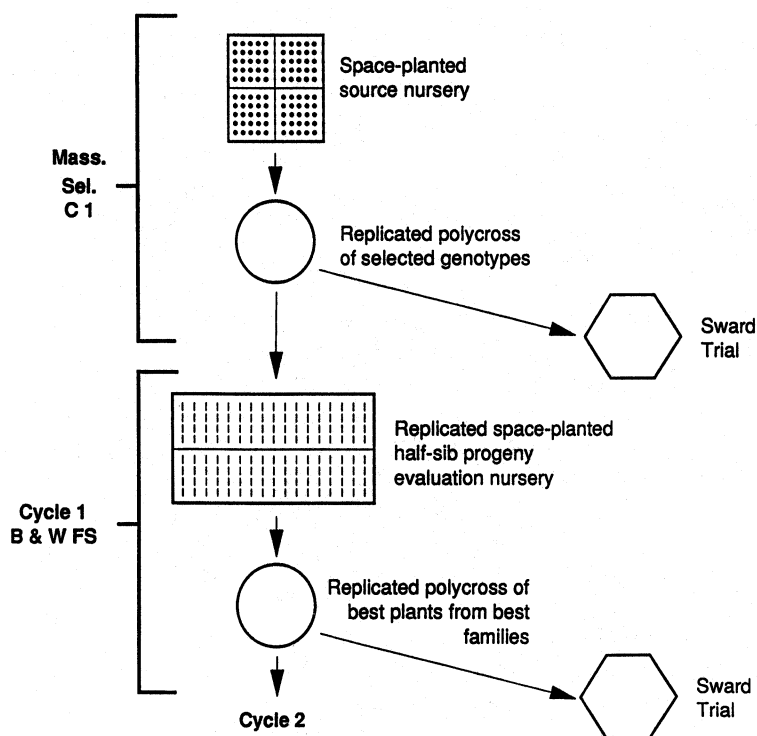 Space-planted
source nursery
Mass.
Sel.
C 1
Replicated polycross
of selected genotypes
Sward
Trial
Replicated space-planted
half-sib progeny
evaluation nursery
Cycle 1
B & W FS
Replicated polycross of
best plants from best
families
Sward
Trial
Cycle 2